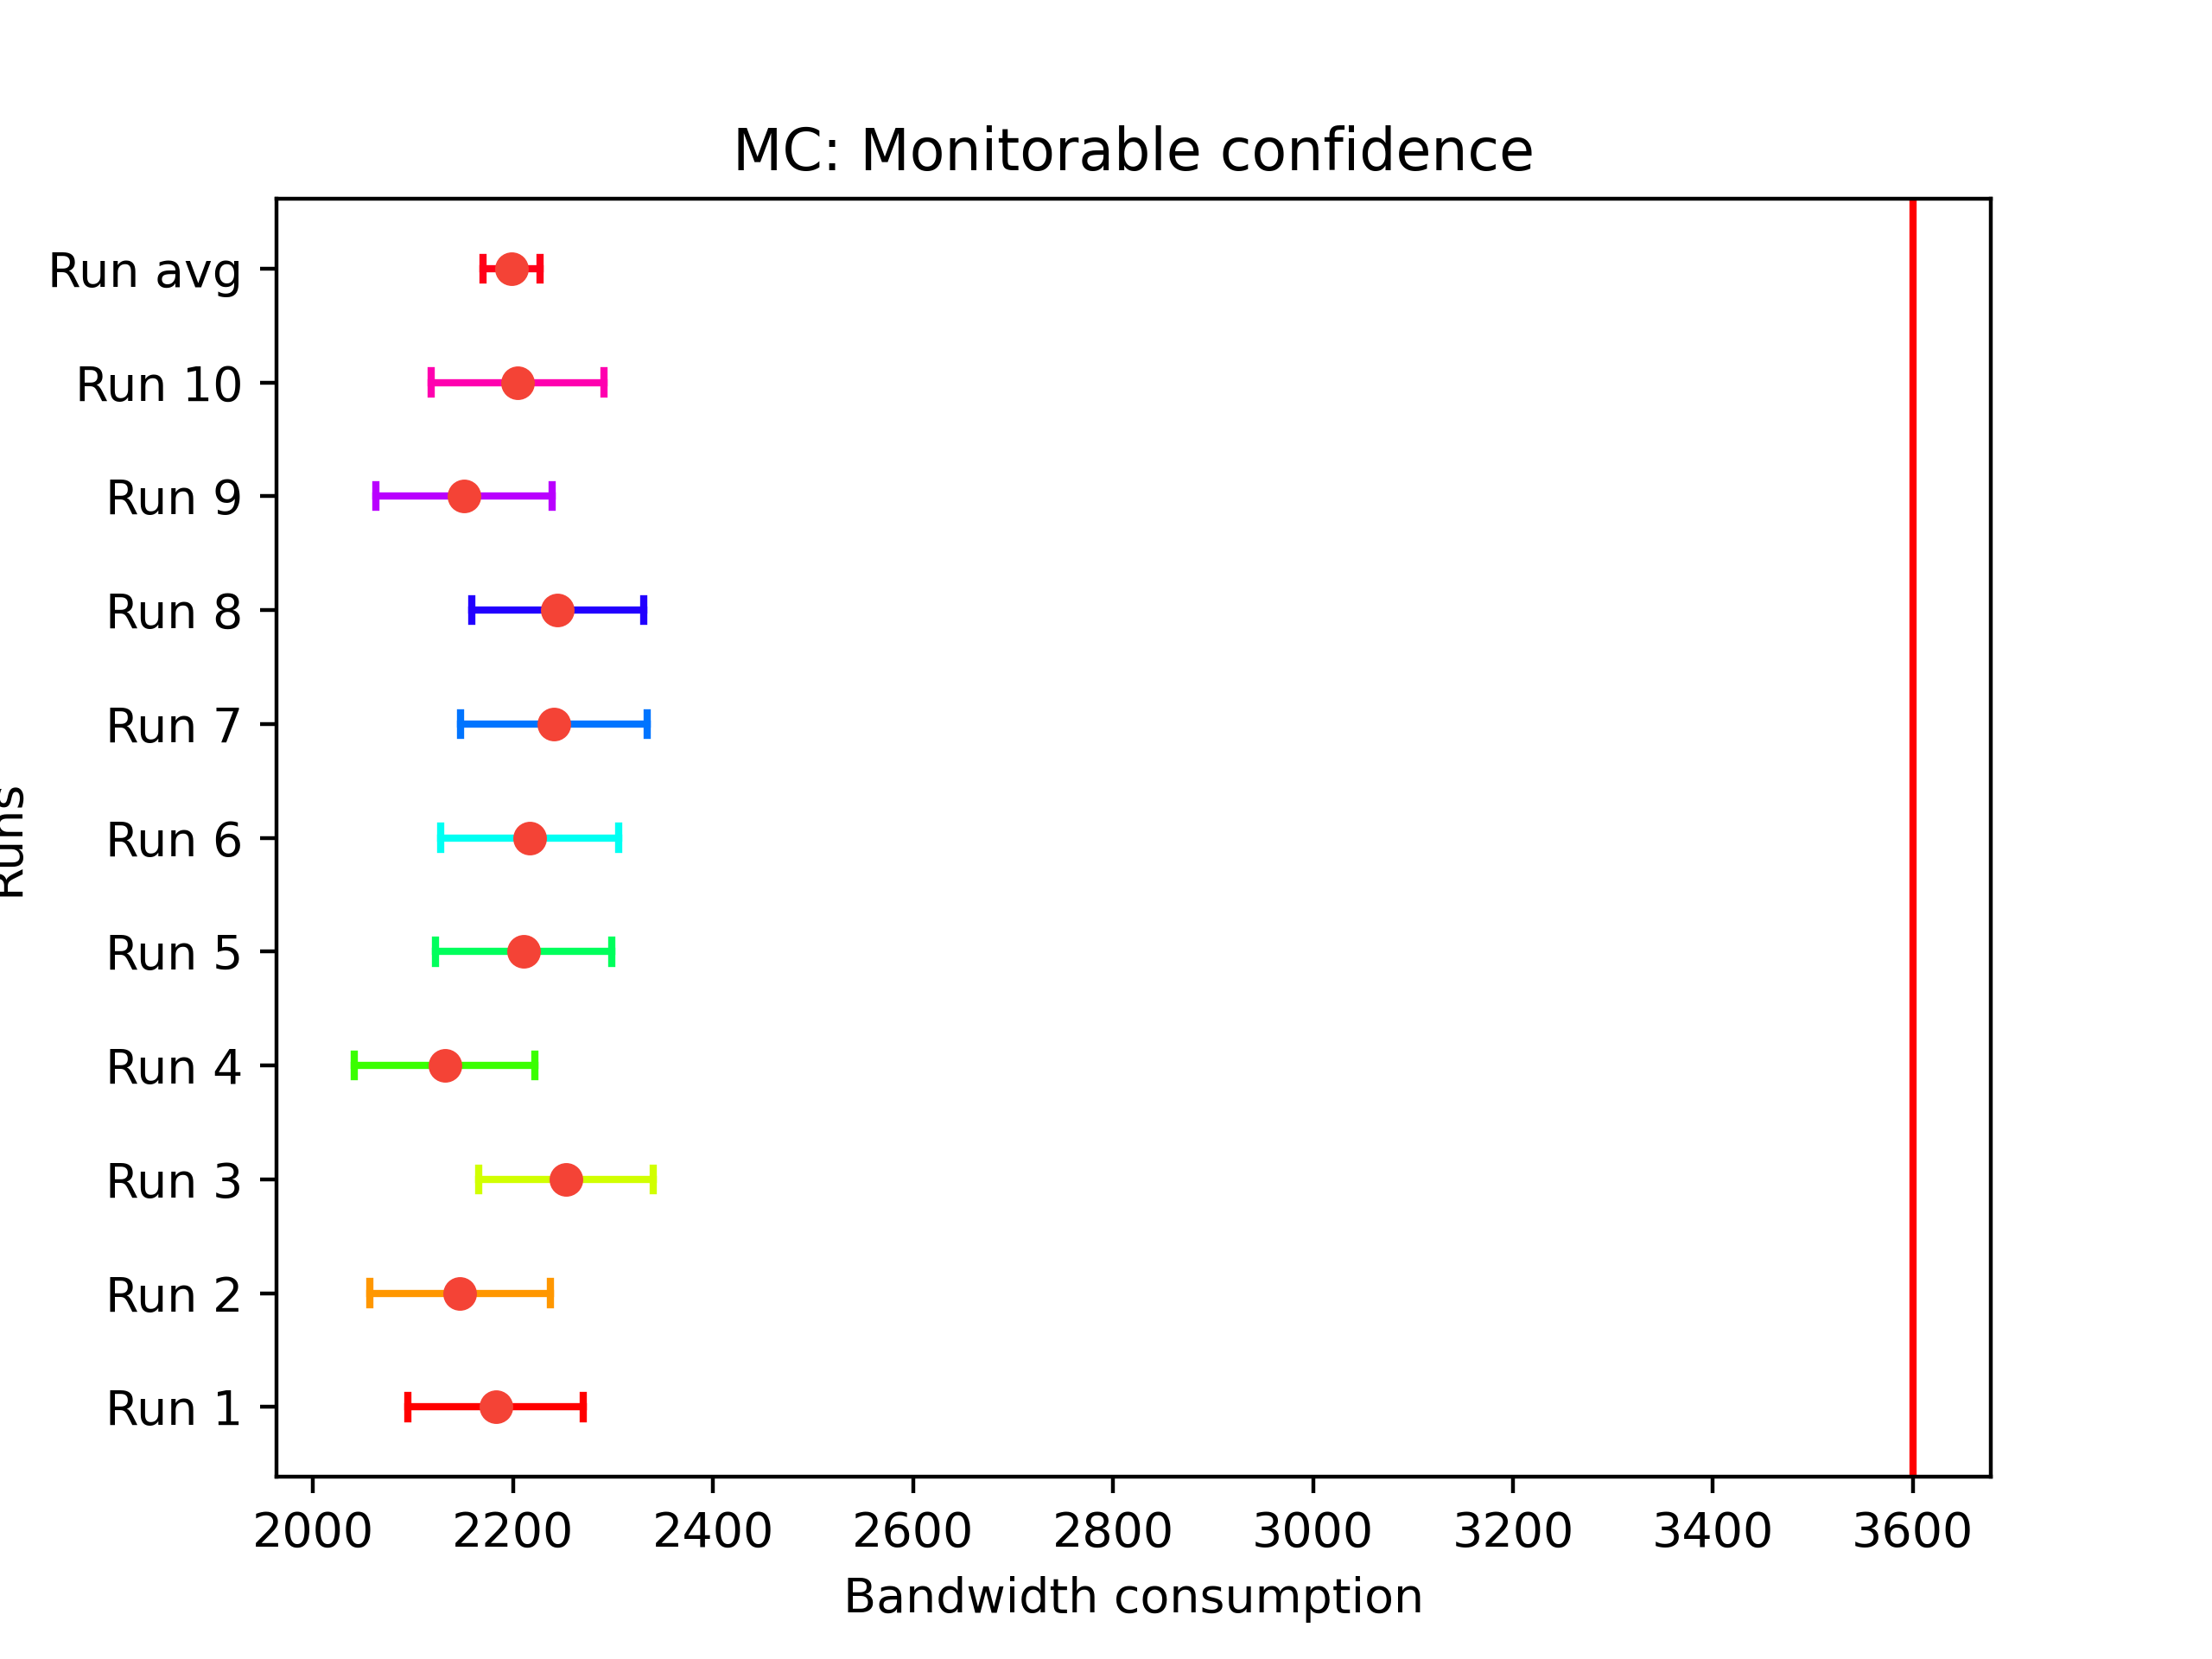 MC: Monitorable confidence
Run avg
Run 10
Run 9
Run 8
Run 7
Run 6
Run 5
Run 4
Run 3
Run 2
Run 1
Runs
2000 2200 2400 2600 2800 3000 3200 3400 3600
Bandwidth consumption